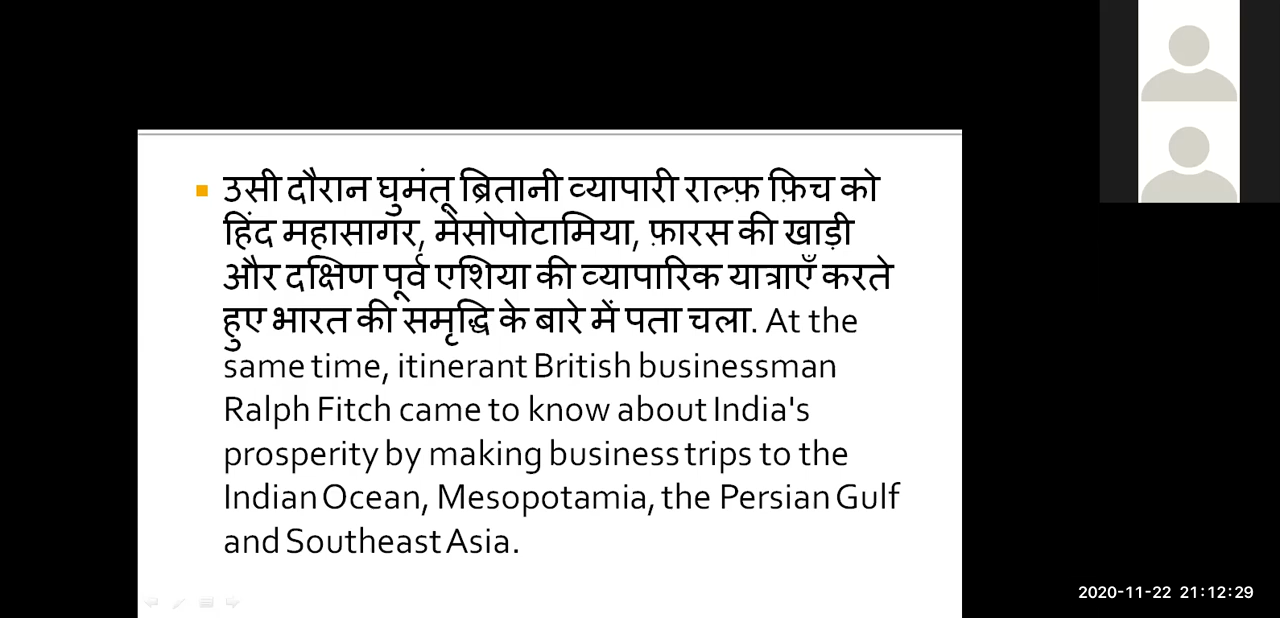 उसी दौरान घुमंतू ब्रितानी व्यापारी राल्फ़ फ़िच को
हिंद महासागर, मेसोपोटामिया, फ़ारस की खाड़ी
और दक्षिण पूर्व एशिया की व्यापारिक यात्राएँ करते
हुए भारत की समृद्धि के बारे में पता चला. At the
same time, itinerant British businessman
Ralph Fitch came to know about India's
prosperity by making business trips to the
Indian Ocean, Mesopotamia, the Persian Gulf
and Southeast Asia.
2020-11-22 21:12:29